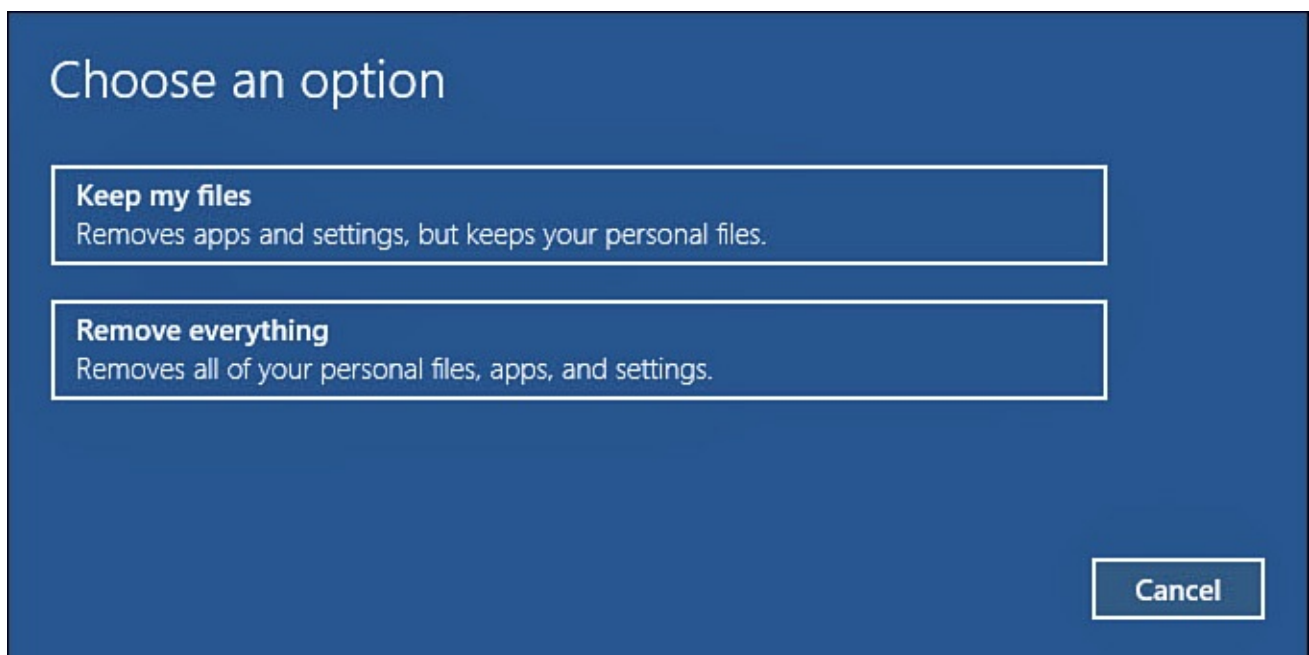 Choose an option
Keep my files
Removes apps and settings, but keeps your personal files.
Remove everything
Removes all of your personal files, apps, and settings.
Cancel